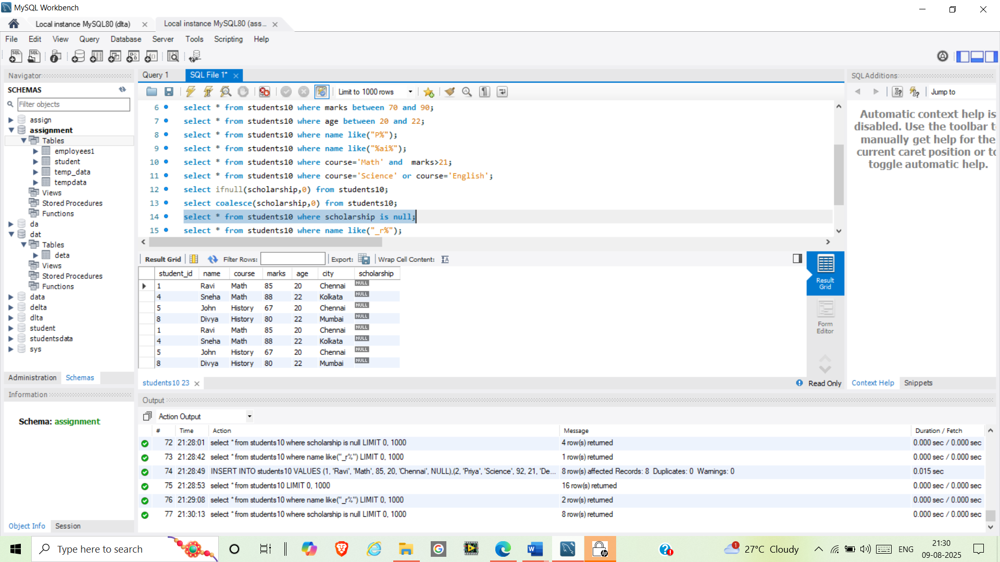 MySQL Workbench
Local instance MySQL80 (dlta)
Local instance MySQL80 (ass...
File Edit View Query Database Server Tools Scripting Help
Navigator
SCHEMAS
Filter objects
assign
assignment
Tables
employees1
student
temp_data
tempdata
Views
Stored Procedures
Functions
da
dat
Tables
deta
Views
Stored Procedures
Functions
data
delta
dlta
student
studentsdata
sys
Administration Schemas
Information
Schema: assignment
Object Info Session
Query 1 SQL File 1*
Limit to 1000 rows
6 select * from students10 where marks between 70 and 90;
7 select * from students10 where age between 20 and 22;
8 select * from students10 where name like("P%");
9 select * from students10 where name like("%ai%");
10 select * from students10 where course='Math' and  marks>21;
11 select * from students10 where course='Science' or course='English';
12 select ifnull(scholarship,0) from students10;
13 select coalesce(scholarship,0) from students10;
14 select * from students10 where scholarship is null;
15 select * from students10 where name like("_r%");
Result Grid Filter Rows: Export: Wrap Cell Content:
student_id name course marks age city scholarship
1 Ravi Math 85 20 Chennai NULL
4 Sneha Math 88 22 Kolkata NULL
5 John History 67 20 Chennai NULL
8 Divya History 80 22 Mumbai NULL
1 Ravi Math 85 20 Chennai NULL
4 Sneha Math 88 22 Kolkata NULL
5 John History 67 20 Chennai NULL
8 Divya History 80 22 Mumbai NULL
Result
Grid
Form
Editor
students10 23
Read Only
SQLAdditions
Jump to
Automatic context help is
disabled. Use the toolbar t
manually get help for the
current caret position or to
toggle automatic help.
Context Help Snippets
Output
Action Output
# Time Action Message Duration / Fetch
72 21:28:01 select * from students10 where scholarship is null LIMIT 0, 1000 4 row(s) returned 0.000 sec / 0.000 sec
73 21:28:42 select * from students10 where name like("_r%") LIMIT 0, 1000 1 row(s) returned 0.000 sec / 0.000 sec
74 21:28:49 INSERT INTO students10 VALUES (1, 'Ravi', 'Math', 85, 20, 'Chennai', NULL),(2, 'Priya', 'Science', 92, 21, 'De... 8 row(s) affected Records: 8  Duplicates: 0  Warnings: 0 0.015 sec
75 21:28:53 select * from students10 LIMIT 0, 1000 16 row(s) returned 0.000 sec / 0.000 sec
76 21:29:08 select * from students10 where name like("_r%") LIMIT 0, 1000 2 row(s) returned 0.000 sec / 0.000 sec
77 21:30:13 select * from students10 where scholarship is null LIMIT 0, 1000 8 row(s) returned 0.000 sec / 0.000 sec
Type here to search
27°C Cloudy
ENG
21:30
09-08-2025